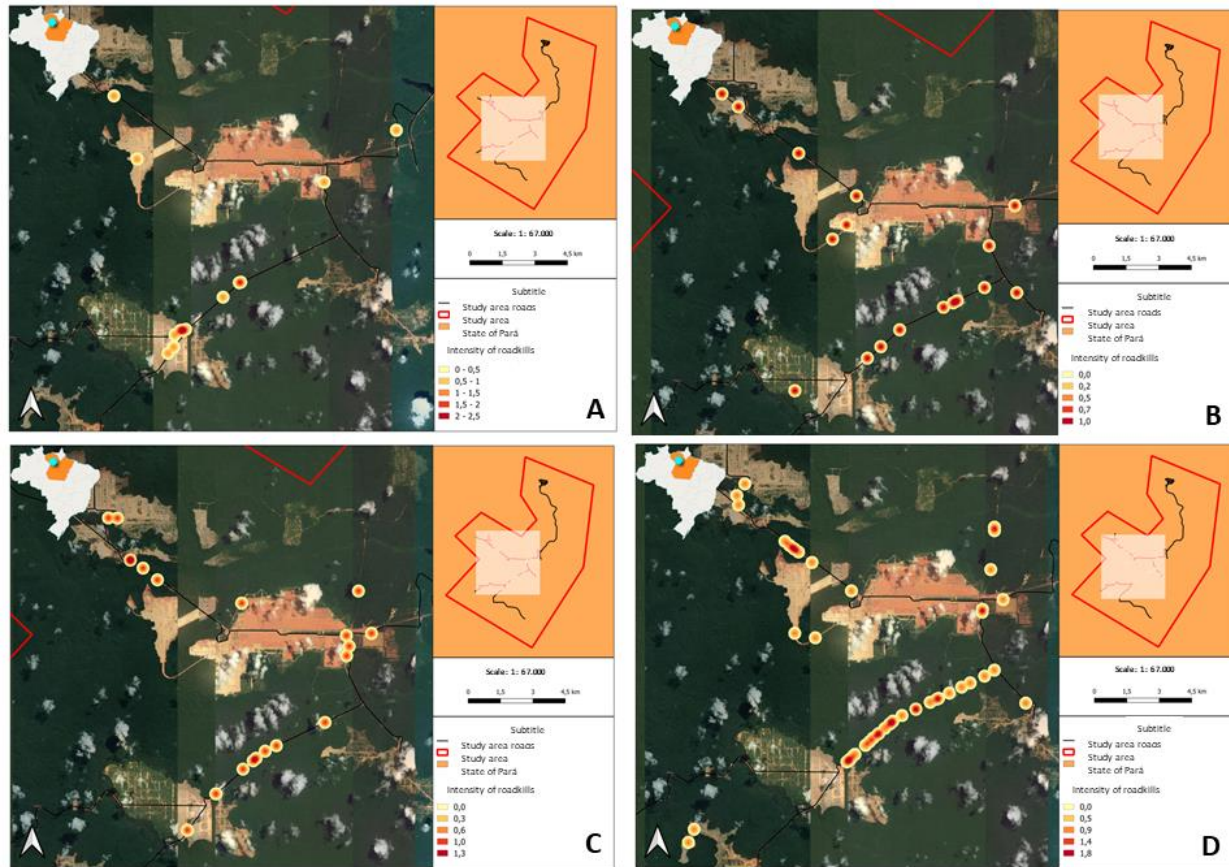 Scale: 1: 67.000
0 1,5 3 4,5 km
Subtitle
Study area roads
Study area
State of Pará
Intensity of roadkills
0 - 0,5
0,5 - 1
1 - 1,5
1,5 - 2
2 - 2,5
A
Scale: 1: 67.000
0 1,5 3 4,5 km
Subtitle
Study area roads
Study area
State of Pará
Intensity of roadkills
0,0
0,2
0,5
0,7
1,0
B
Scale: 1: 67.000
0 1,5 3 4,5 km
Subtitle
Study area roads
Study area
State of Pará
Intensity of roadkills
0,0
0,3
0,6
1,0
1,3
C
Scale: 1: 67.000
0 1,5 3 4,5 km
Subtitle
Study area roads
Study area
State of Pará
Intensity of roadkills
0,0
0,5
0,9
1,4
1,8
D